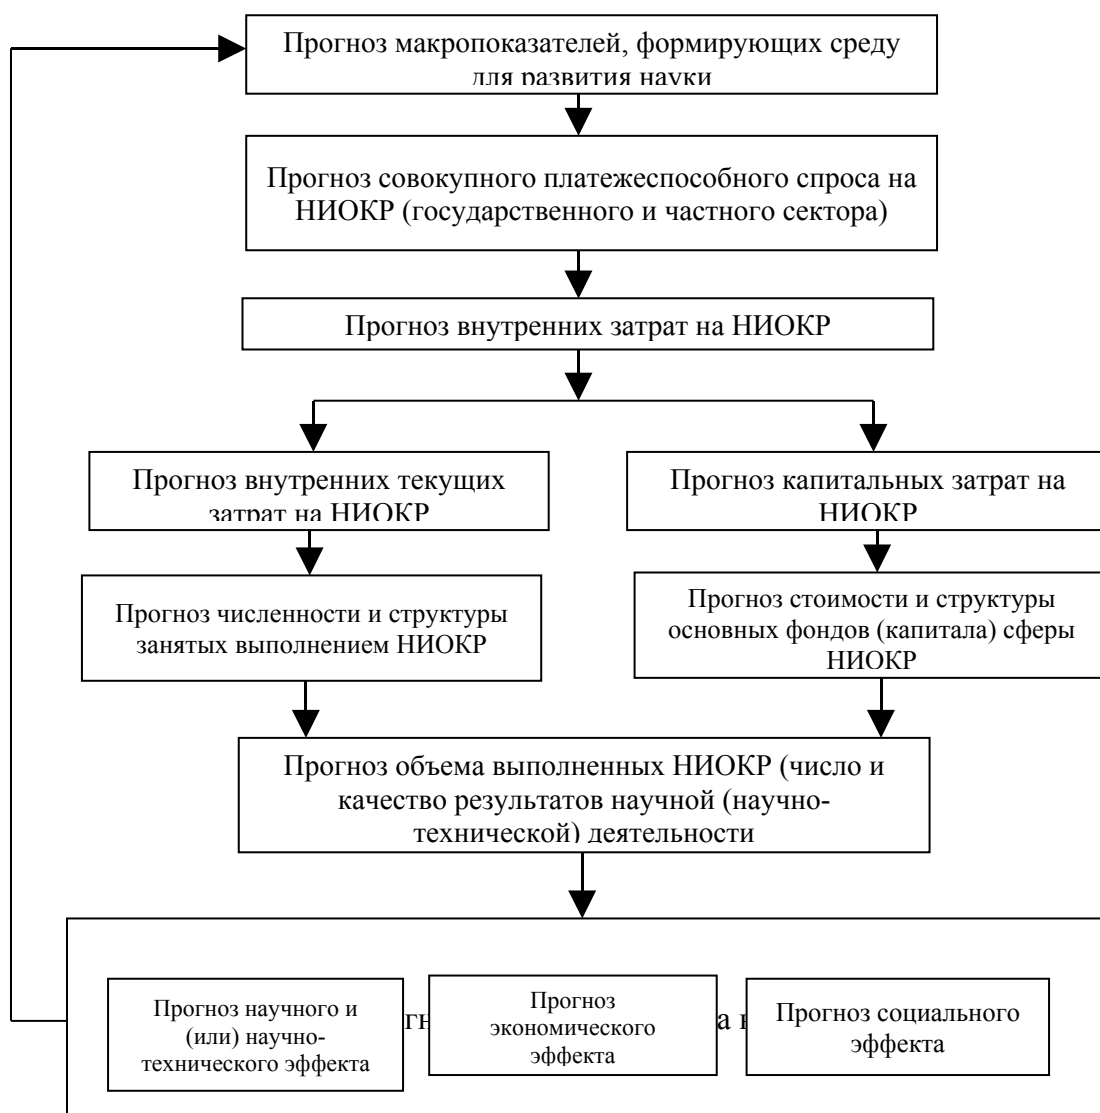 Прогноз макропоказателей, формирующих среду
для развития науки
Прогноз совокупного платежеспособного спроса на
НИОКР (государственного и частного сектора)
Прогноз внутренних затрат на НИОКР
Прогноз внутренних текущих
затрат на НИОКР
Прогноз капитальных затрат на
НИОКР
Прогноз численности и структуры
занятых выполнением НИОКР
Прогноз стоимости и структуры
основных фондов (капитала) сферы
НИОКР
Прогноз объема выполненных НИОКР (число и
качество результатов научной (научно-
технической) деятельности
Прогноз научного и
(или) научно-
технического эффекта
Прогноз
экономического
эффекта
Прогноз социального
эффекта